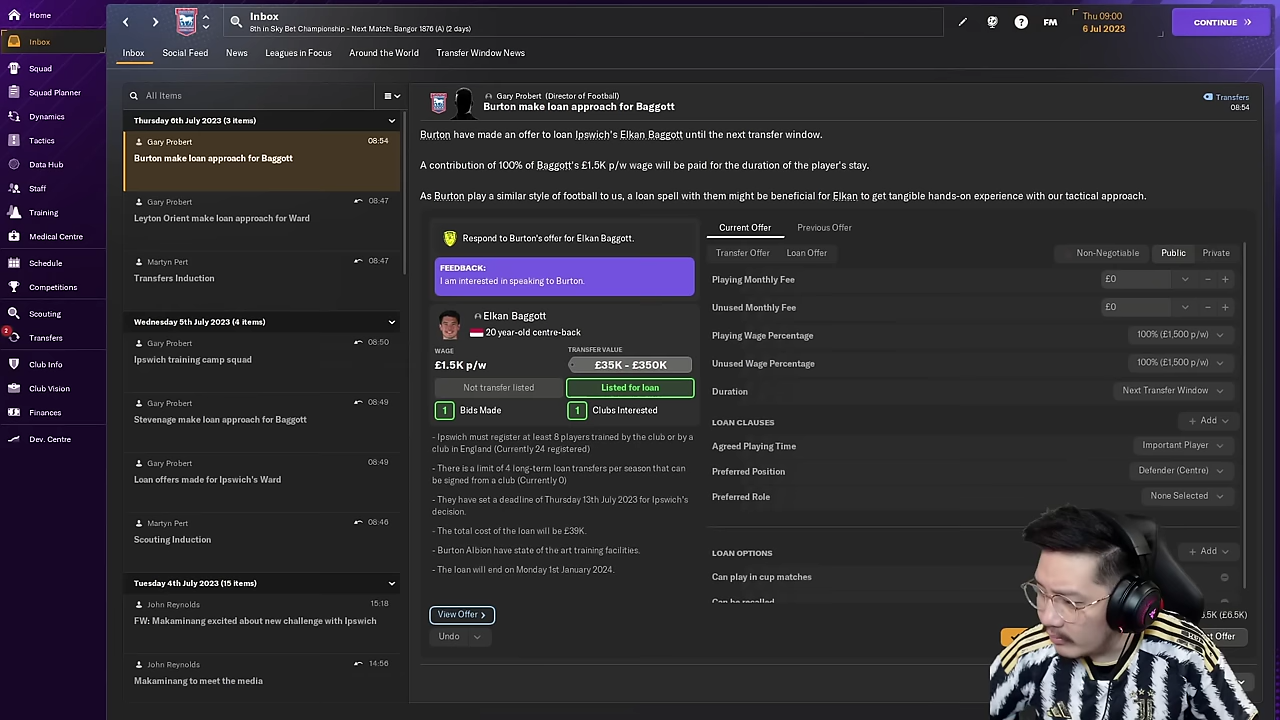 Home
Inbox
Squad
Squad Planner
Dynamics
Tactics
Data Hub
Staff
Training
Medical Centre
Schedule
Competitions
Scouting
2
Transfers
Club Info
Club Vision
Finances
Dev. Centre
Inbox
8th in Sky Bet Championship - Next Match: Bangor 1876 (A) (2 days)
FM
Thu 09:00
6 Jul 2023
CONTINUE
Inbox
Social Feed
News
Leagues in Focus
Around the World
Transfer Window News
All Items
Thursday 6th July 2023 (3 items)
Gary Probert
08:54
Burton make loan approach for Baggott
Gary Probert
08:47
Leyton Orient make loan approach for Ward
Martyn Pert
08:47
Transfers Induction
Wednesday 5th July 2023 (4 items)
Gary Probert
08:50
Ipswich training camp squad
Gary Probert
08:49
Stevenage make loan approach for Baggott
Gary Probert
08:49
Loan offers made for Ipswich's Ward
Martyn Pert
08:46
Scouting Induction
Tuesday 4th July 2023 (15 items)
John Reynolds
15:18
FW: Makaminang excited about new challenge with Ipswich
John Reynolds
14:56
Makaminang to meet the media
Gary Probert (Director of Football)
Burton make loan approach for Baggott
Transfers
08:54
Burton have made an offer to loan Ipswich's Elkan Baggott until the next transfer window.
A contribution of 100% of Baggott's £1.5K p/w wage will be paid for the duration of the player's stay.
As Burton play a similar style of football to us, a loan spell with them might be beneficial for Elkan to get tangible hands-on experience with our tactical approach.
Respond to Burton's offer for Elkan Baggott.
FEEDBACK:
I am interested in speaking to Burton.
Elkan Baggott
20 year-old centre-back
WAGE
£1.5K p/w
TRANSFER VALUE
£35K - £350K
Not transfer listed
Listed for loan
1 Bids Made
1 Clubs Interested
- Ipswich must register at least 8 players trained by the club or by a
club in England (Currently 24 registered)
- There is a limit of 4 long-term loan transfers per season that can
be signed from a club (Currently 0)
- They have set a deadline of Thursday 13th July 2023 for Ipswich's
decision.
- The total cost of the loan will be £39K.
- Burton Albion have state of the art training facilities.
- The loan will end on Monday 1st January 2024.
View Offer
Undo
Current Offer
Previous Offer
Transfer Offer
Loan Offer
Non-Negotiable
Public
Private
Playing Monthly Fee
£0
Unused Monthly Fee
£0
Playing Wage Percentage
100% (£1,500 p/w)
Unused Wage Percentage
100% (£1,500 p/w)
Duration
Next Transfer Window
LOAN CLAUSES
Add
Agreed Playing Time
Important Player
Preferred Position
Defender (Centre)
Preferred Role
None Selected
LOAN OPTIONS
Add
Can play in cup matches
Can be recalled
(£6.5K)
Offer